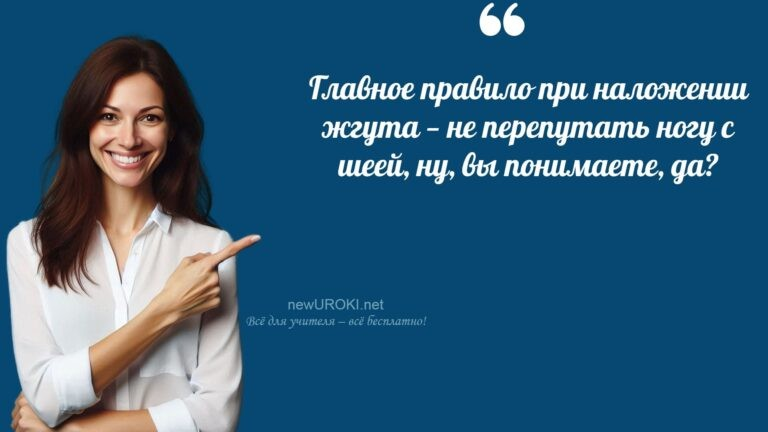 ❝
Главное правило при наложении
жгута – не перепутать ногу с
шеей, ну, вы понимаете, да?
newUROKI.net
Всё для учителя – всё бесплатно!